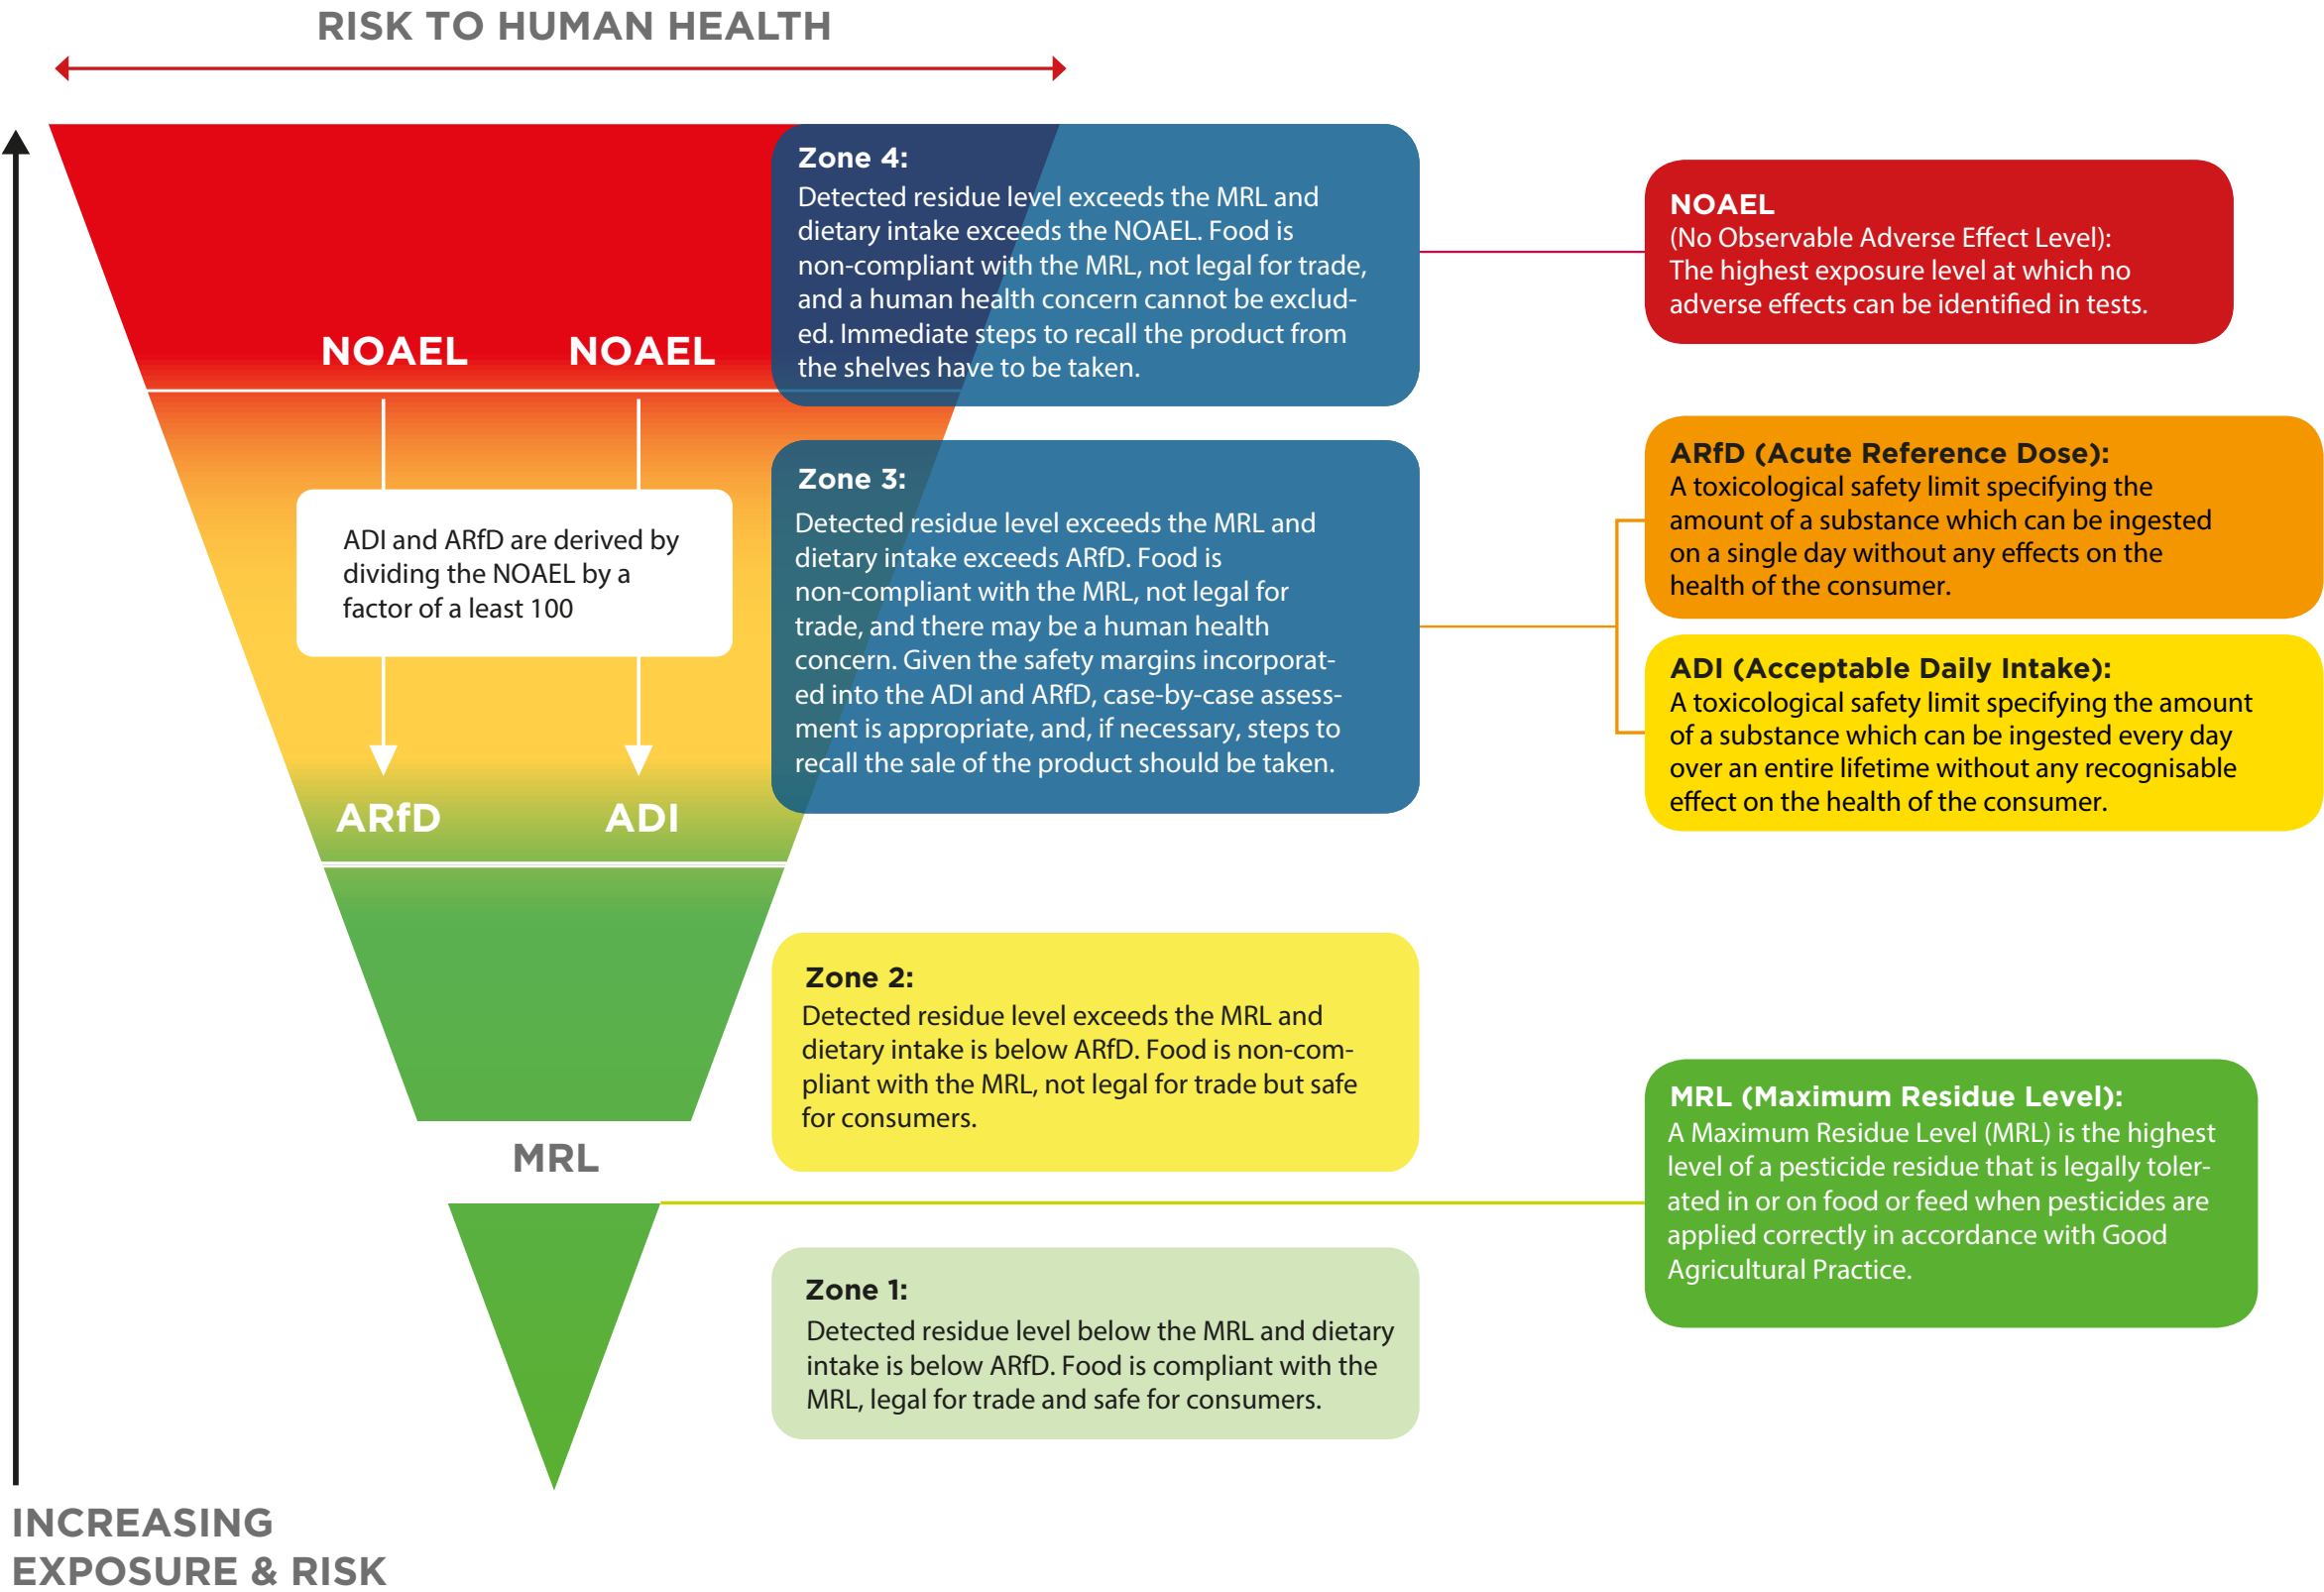 RISK TO HUMAN HEALTH
Zone 4:
Detected residue level exceeds the MRL and
dietary intake exceeds the NOAEL. Food is
non-compliant with the MRL, not legal for trade,
and a human health concern cannot be exclud-
ed. Immediate steps to recall the product from
the shelves have to be taken.
NOAEL
(No Observable Adverse Effect Level):
The highest exposure level at which no
adverse effects can be identified in tests.
NOAEL NOAEL
ADI and ARfD are derived by
dividing the NOAEL by a
factor of a least 100
ARfD ADI
Zone 3:
Detected residue level exceeds the MRL and
dietary intake exceeds ARfD. Food is
non-compliant with the MRL, not legal for
trade, and there may be a human health
concern. Given the safety margins incorporat-
ed into the ADI and ARfD, case-by-case assess-
ment is appropriate, and, if necessary, steps to
recall the sale of the product should be taken.
ARfD (Acute Reference Dose):
A toxicological safety limit specifying the
amount of a substance which can be ingested
on a single day without any effects on the
health of the consumer.
ADI (Acceptable Daily Intake):
A toxicological safety limit specifying the amount
of a substance which can be ingested every day
over an entire lifetime without any recognisable
effect on the health of the consumer.
Zone 2:
Detected residue level exceeds the MRL and
dietary intake is below ARfD. Food is non-com-
pliant with the MRL, not legal for trade but safe
for consumers.
MRL
MRL (Maximum Residue Level):
A Maximum Residue Level (MRL) is the highest
level of a pesticide residue that is legally toler-
ated in or on food or feed when pesticides are
applied correctly in accordance with Good
Agricultural Practice.
Zone 1:
Detected residue level below the MRL and dietary
intake is below ARfD. Food is compliant with the
MRL, legal for trade and safe for consumers.
INCREASING
EXPOSURE & RISK